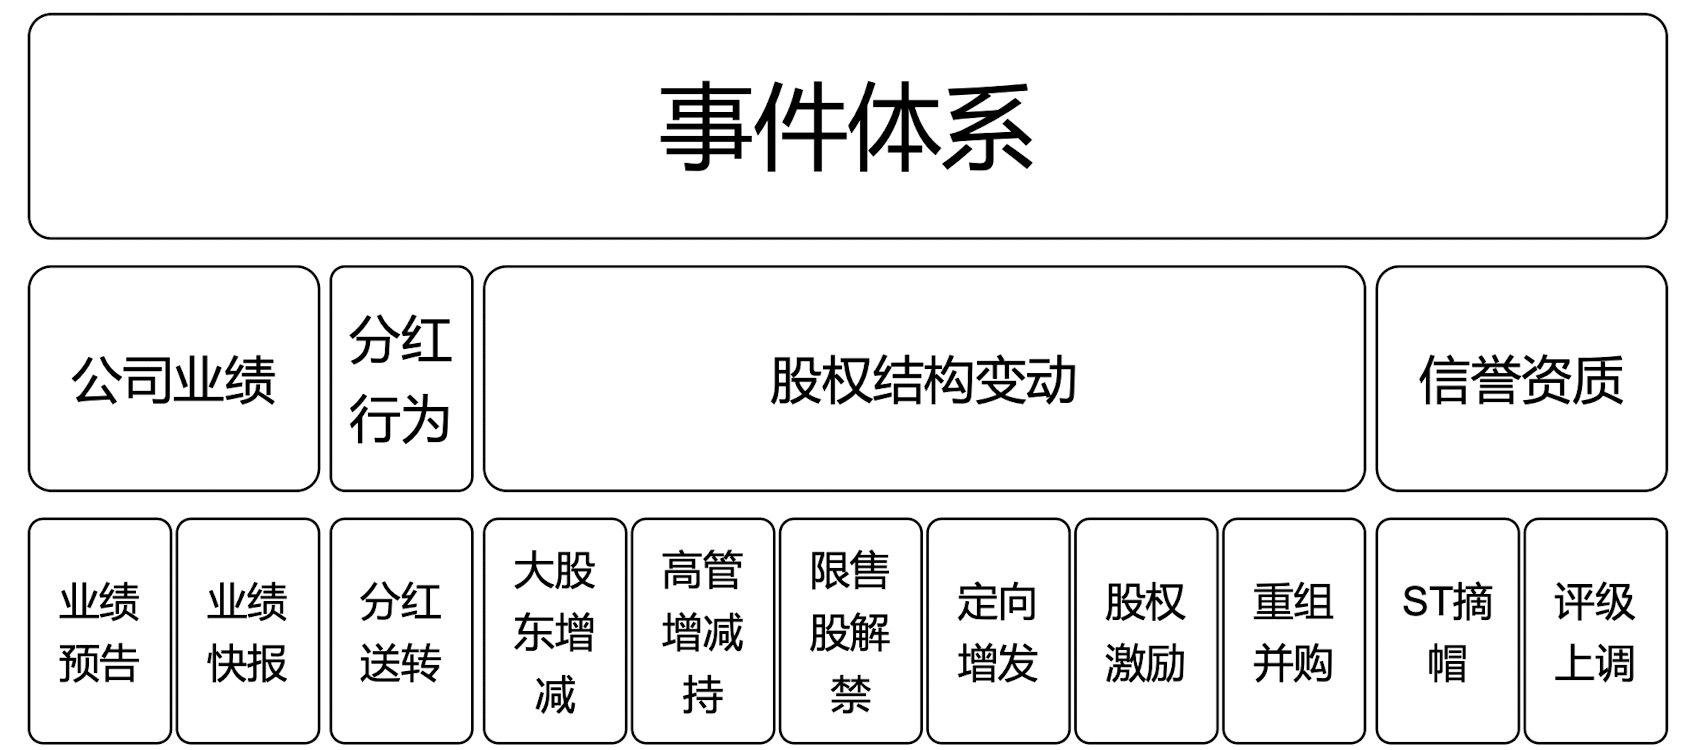 事件体系
公司业绩
分红
行为
股权结构变动
信誉资质
业绩
预告
业绩
快报
分红
送转
大股
东增
减
高管
增减
持
限售
股解
禁
定向
增发
股权
激励
重组
并购
ST摘
帽
评级
上调